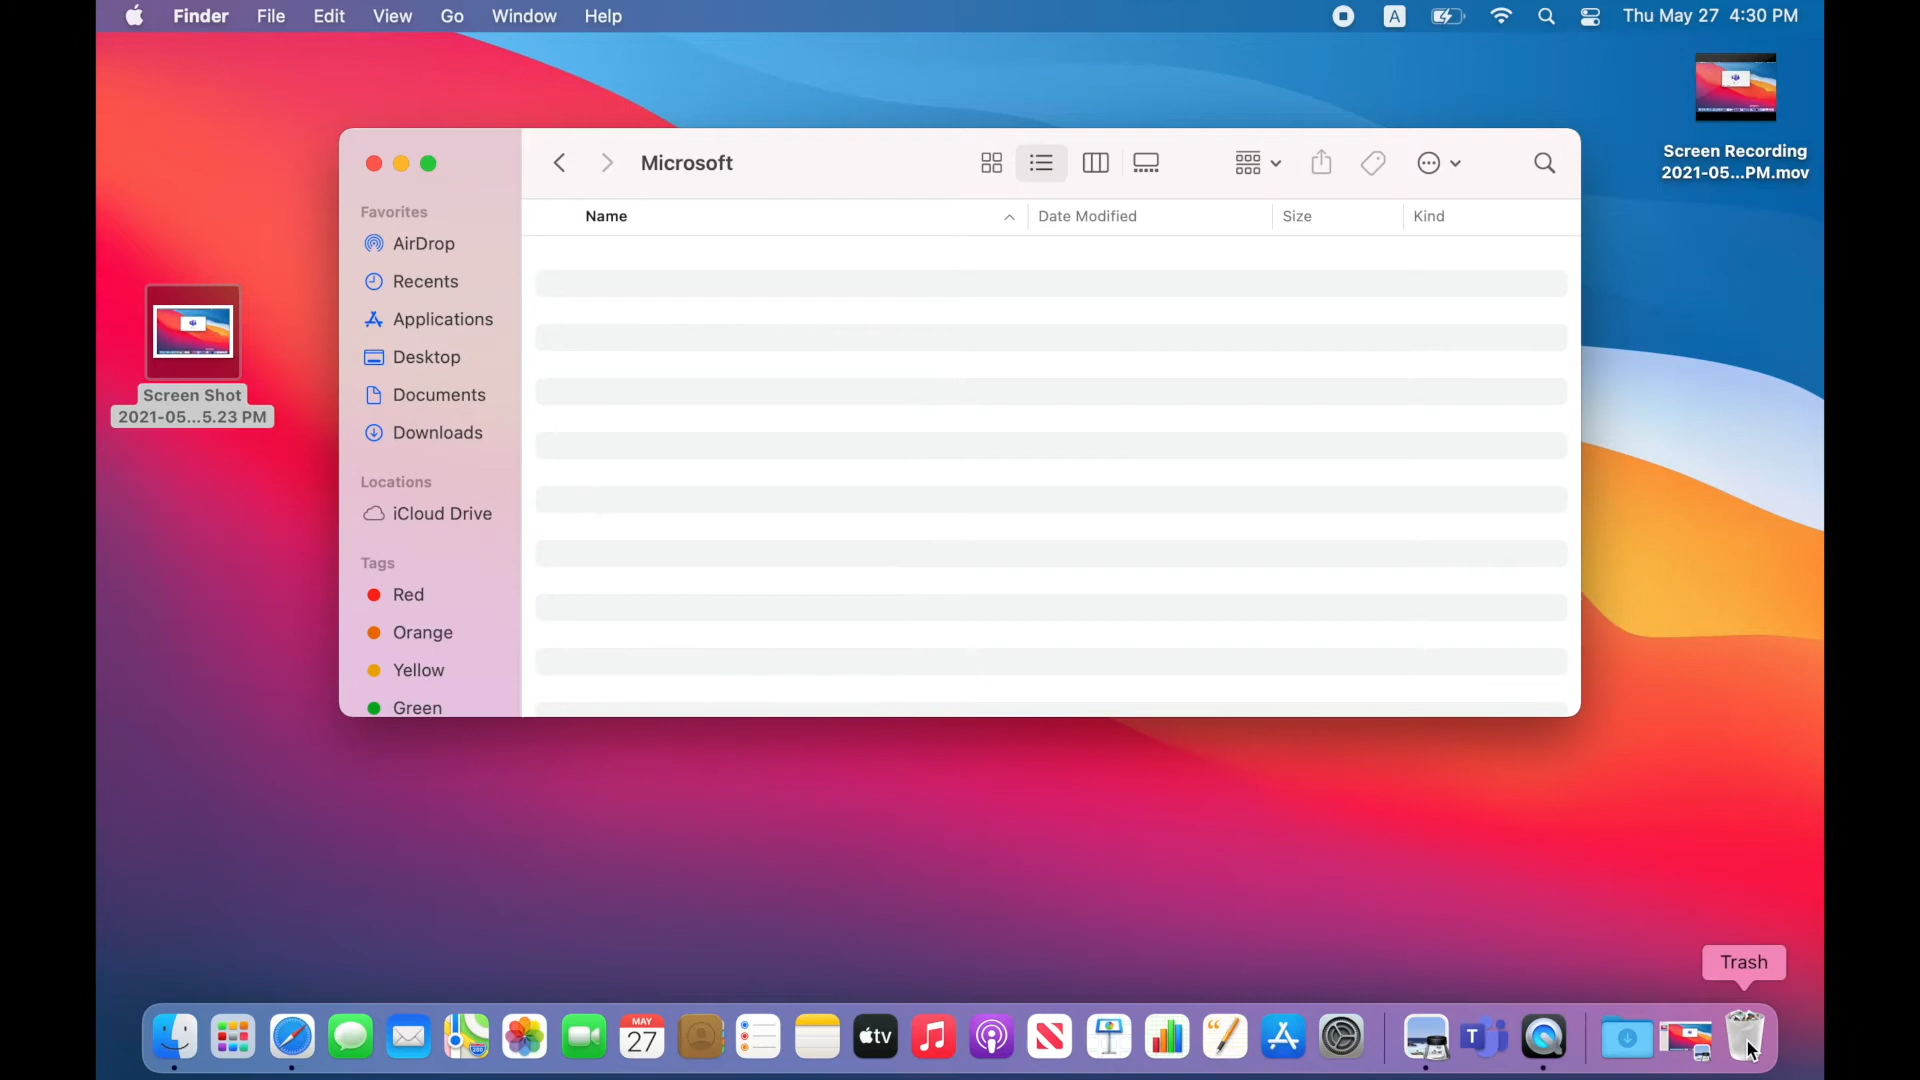 Finder File Edit View Go Window Help A Thu May 27 4:30 PM
Screen Recording
2021-05...PM.mov
Microsoft
Name Date Modified Size Kind
Favorites
AirDrop
Recents
Applications
Desktop
Documents
Downloads
Locations
iCloud Drive
Tags
Red
Orange
Yellow
Green
Screen Shot
2021-05...5.23 PM
Trash
MAY
27
tv
T